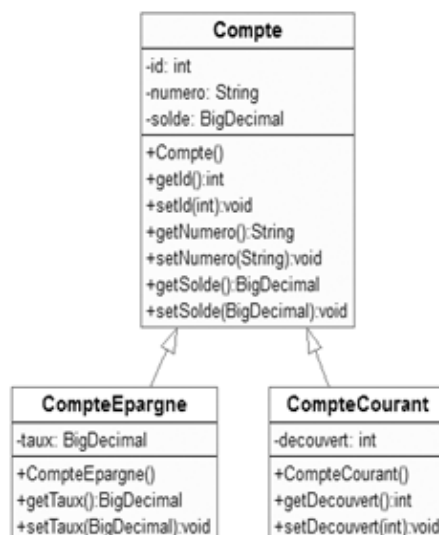 Compte
-id: int
-numero: String
-solde: BigDecimal
+Compte()
+getId():int
+setId(int):void
+getNumero():String
+setNumero(String):void
+getSolde():BigDecimal
+setSolde(BigDecimal):void
CompteEpargne
-taux: BigDecimal
+CompteEpargne()
+getTaux():BigDecimal
+setTaux(BigDecimal):void
CompteCourant
-decouvert: int
+CompteCourant()
+getDecouvert():int
+setDecouvert(int):void